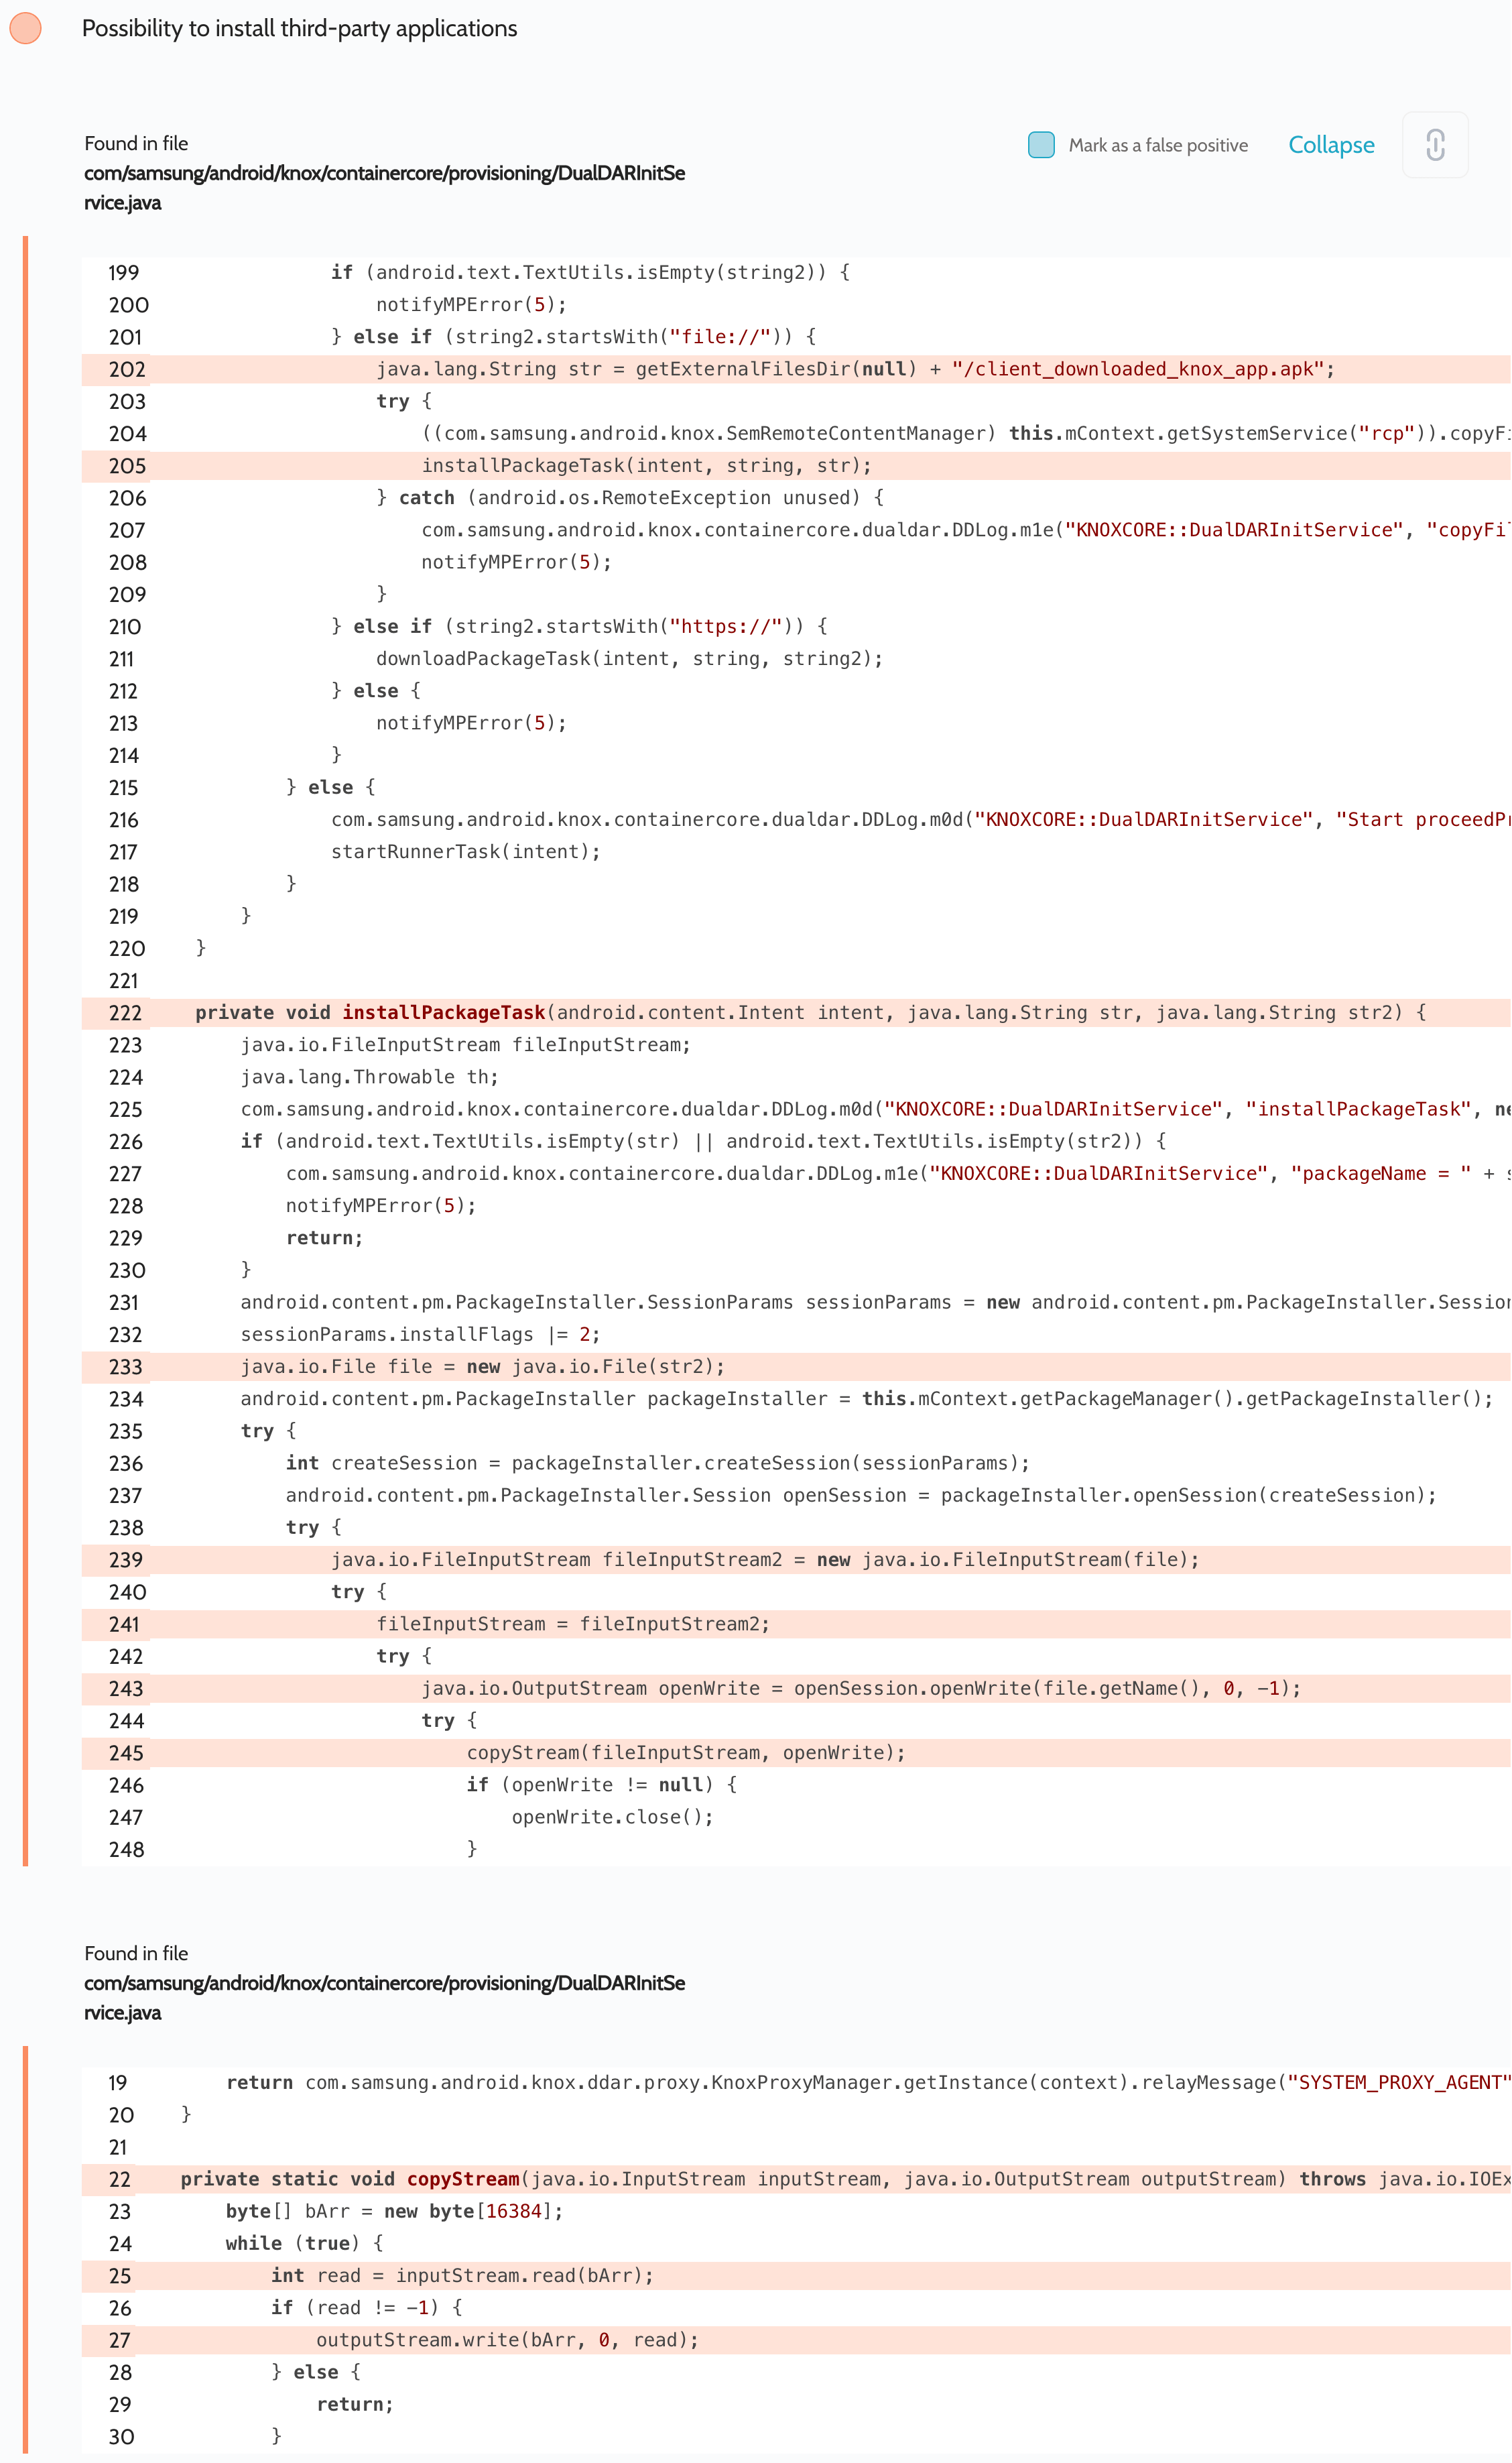 Possibility to install third-party applications
Found in file
com/samsung/android/knox/containercore/provisioning/DualDARInitSe
rvice.java
Mark as a false positive
Collapse
199 if (android.text.TextUtils.isEmpty(string2)) {
200 notifyMPError(5);
201 } else if (string2.startsWith("file://")) {
202 java.lang.String str = getExternalFilesDir(null) + "/client_downloaded_knox_app.apk";
203 try {
204 ((com.samsung.android.knox.SemRemoteContentManager) this.mContext.getSystemService("rcp")).copyFi
205 installPackageTask(intent, string, str);
206 } catch (android.os.RemoteException unused) {
207 com.samsung.android.knox.containercore.dualdar.DDLog.m1e("KNOXCORE::DualDARInitService", "copyFil
208 notifyMPError(5);
209 }
210 } else if (string2.startsWith("https://")) {
211 downloadPackageTask(intent, string, string2);
212 } else {
213 notifyMPError(5);
214 }
215 } else {
216 com.samsung.android.knox.containercore.dualdar.DDLog.m0d("KNOXCORE::DualDARInitService", "Start proceedPr
217 startRunnerTask(intent);
218 }
219 }
220 }
221
222 private void installPackageTask(android.content.Intent intent, java.lang.String str, java.lang.String str2) {
223 java.io.FileInputStream fileInputStream;
224 java.lang.Throwable th;
225 com.samsung.android.knox.containercore.dualdar.DDLog.m0d("KNOXCORE::DualDARInitService", "installPackageTask", ne
226 if (android.text.TextUtils.isEmpty(str) || android.text.TextUtils.isEmpty(str2)) {
227 com.samsung.android.knox.containercore.dualdar.DDLog.m1e("KNOXCORE::DualDARInitService", "packageName = " + s
228 notifyMPError(5);
229 return;
230 }
231 android.content.pm.PackageInstaller.SessionParams sessionParams = new android.content.pm.PackageInstaller.Session
232 sessionParams.installFlags |= 2;
233 java.io.File file = new java.io.File(str2);
234 android.content.pm.PackageInstaller packageInstaller = this.mContext.getPackageManager().getPackageInstaller();
235 try {
236 int createSession = packageInstaller.createSession(sessionParams);
237 android.content.pm.PackageInstaller.Session openSession = packageInstaller.openSession(createSession);
238 try {
239 java.io.FileInputStream fileInputStream2 = new java.io.FileInputStream(file);
240 try {
241 fileInputStream = fileInputStream2;
242 try {
243 java.io.OutputStream openWrite = openSession.openWrite(file.getName(), 0, -1);
244 try {
245 copyStream(fileInputStream, openWrite);
246 if (openWrite != null) {
247 openWrite.close();
248 }
Found in file
com/samsung/android/knox/containercore/provisioning/DualDARInitSe
rvice.java
19 return com.samsung.android.knox.ddar.proxy.KnoxProxyManager.getInstance(context).relayMessage("SYSTEM_PROXY_AGENT"
20 }
21
22 private static void copyStream(java.io.InputStream inputStream, java.io.OutputStream outputStream) throws java.io.IOEx
23 byte[] bArr = new byte[16384];
24 while (true) {
25 int read = inputStream.read(bArr);
26 if (read != -1) {
27 outputStream.write(bArr, 0, read);
28 } else {
29 return;
30 }